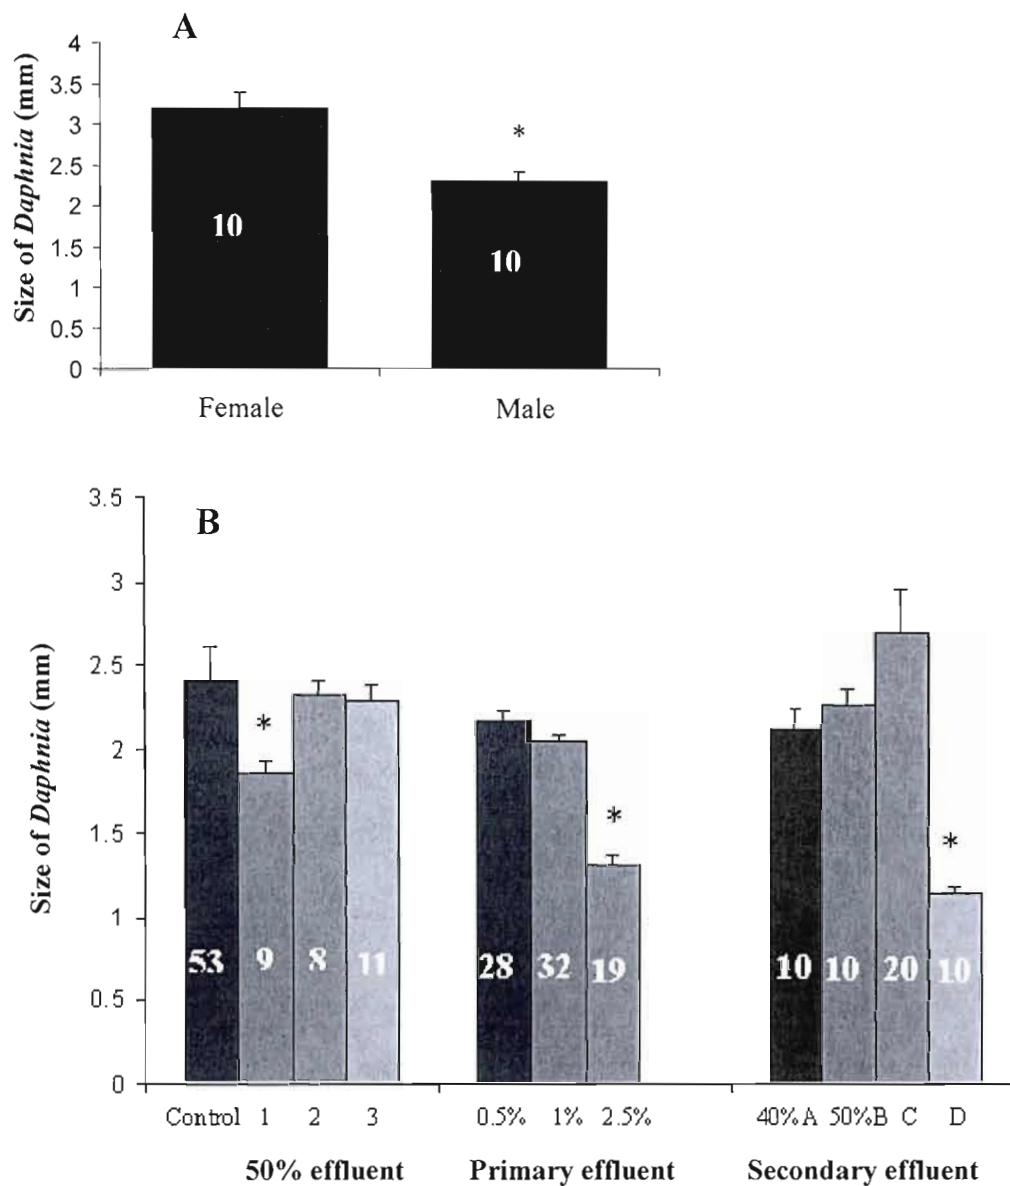 A
Size of Daphnia (mm)
4
3.5
3
2.5
2
1.5
1
0.5
0
*
10
10
Female
Male
B
Size of Daphnia (mm)
3.5
3
2.5
2
1.5
1
0.5
0
*
*
*
53 9 8 11
28 32 19
10 10 20 10
Control 1 2 3
0.5% 1% 2.5%
40% A 50% B C D
50% effluent
Primary effluent
Secondary effluent